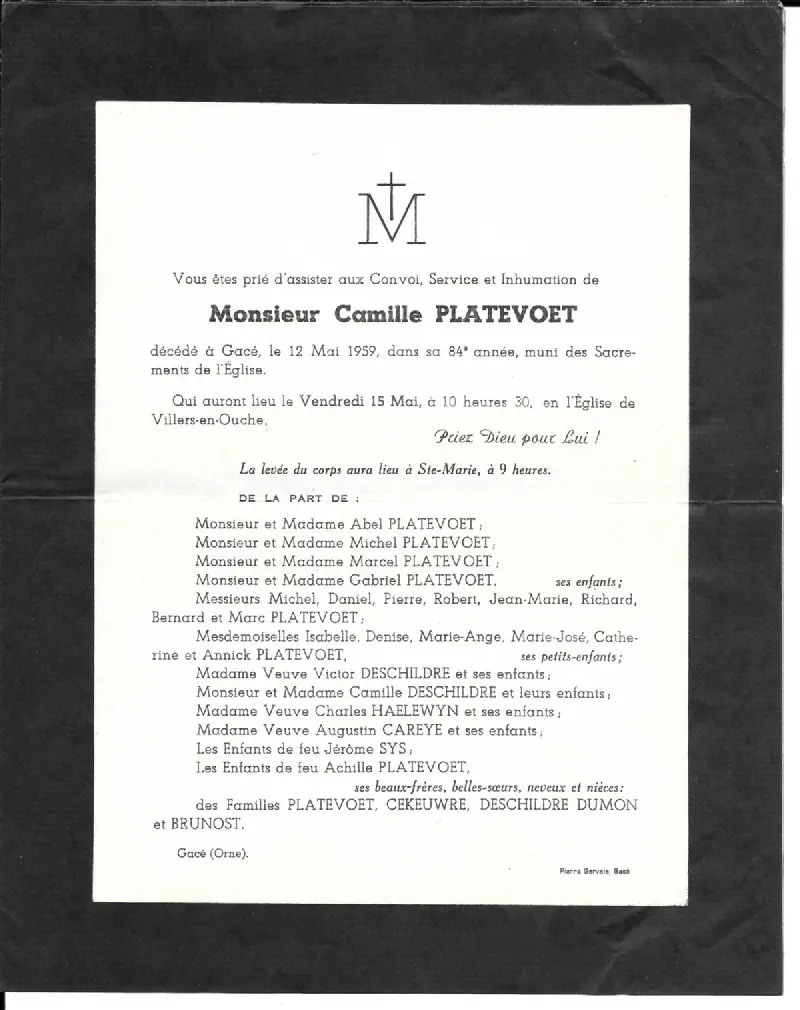 M
Vous êtes prié d'assister aux Convoi, Service et Inhumation de
Monsieur Camille PLATEVOET
décédé à Gacé, le 12 Mai 1959, dans sa 84e année, muni des Sacre-
ments de l'Église.
Qui auront lieu le Vendredi 15 Mai, à 10 heures 30, en l'Église de
Villers-en-Ouche.
Priez Dieu pour Lui !
La levée du corps aura lieu à Ste-Marie, à 9 heures.
DE LA PART DE :
Monsieur et Madame Abel PLATEVOET ;
Monsieur et Madame Michel PLATEVOET ;
Monsieur et Madame Marcel PLATEVOET ;
Monsieur et Madame Gabriel PLATEVOET, ses enfants ;
Messieurs Michel, Daniel, Pierre, Robert, Jean-Marie, Richard,
Bernard et Marc PLATEVOET ;
Mesdemoiselles Isabelle, Denise, Marie-Ange, Marie-José, Cathe-
rine et Annick PLATEVOET, ses petits-enfants ;
Madame Veuve Victor DESCHILDRE et ses enfants ;
Monsieur et Madame Camille DESCHILDRE et leurs enfants ;
Madame Veuve Charles HAELEWYN et ses enfants ;
Madame Veuve Augustin CAREYE et ses enfants ;
Les Enfants de feu Jérôme SYS ;
Les Enfants de feu Achille PLATEVOET,
ses beaux-frères, belles-sœurs, neveux et nièces :
des Familles PLATEVOET, CEKEUWRE, DESCHILDRE DUMON
et BRUNOST.
Gacé (Orne).
Pierre Gervais, Gacé